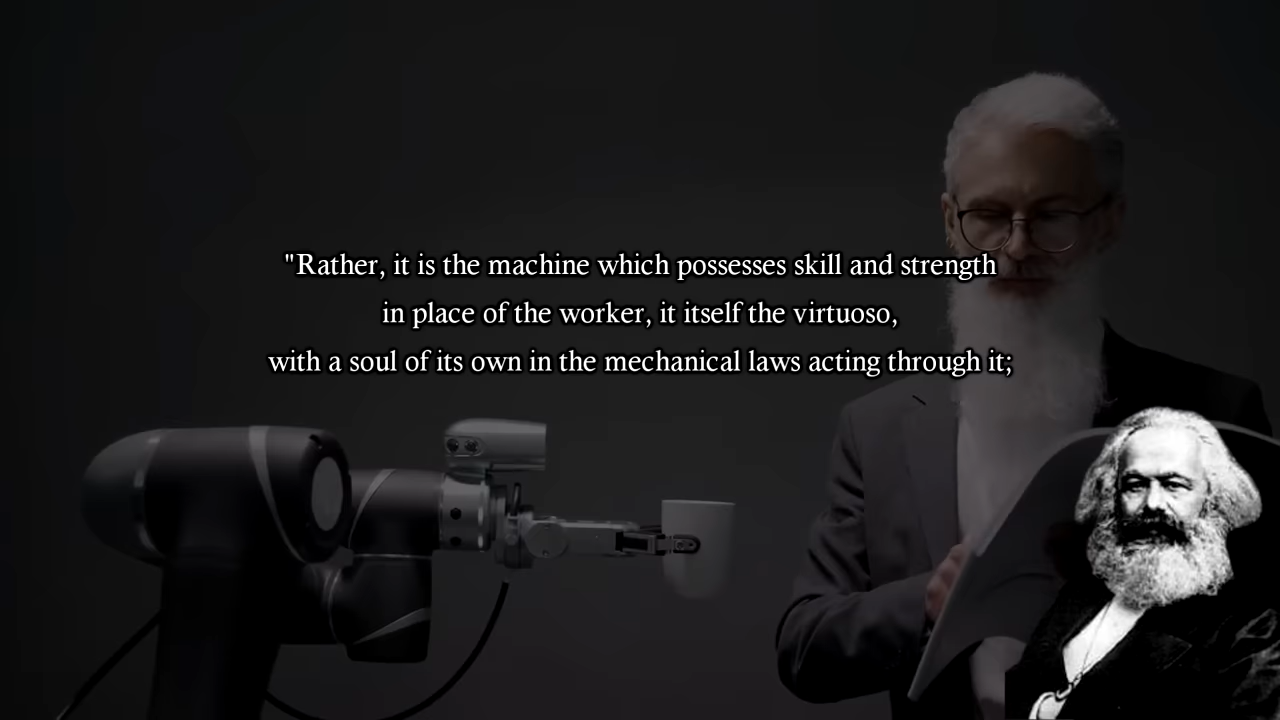 "Rather, it is the machine which possesses skill and strength
in place of the worker, it itself the virtuoso,
with a soul of its own in the mechanical laws acting through it;